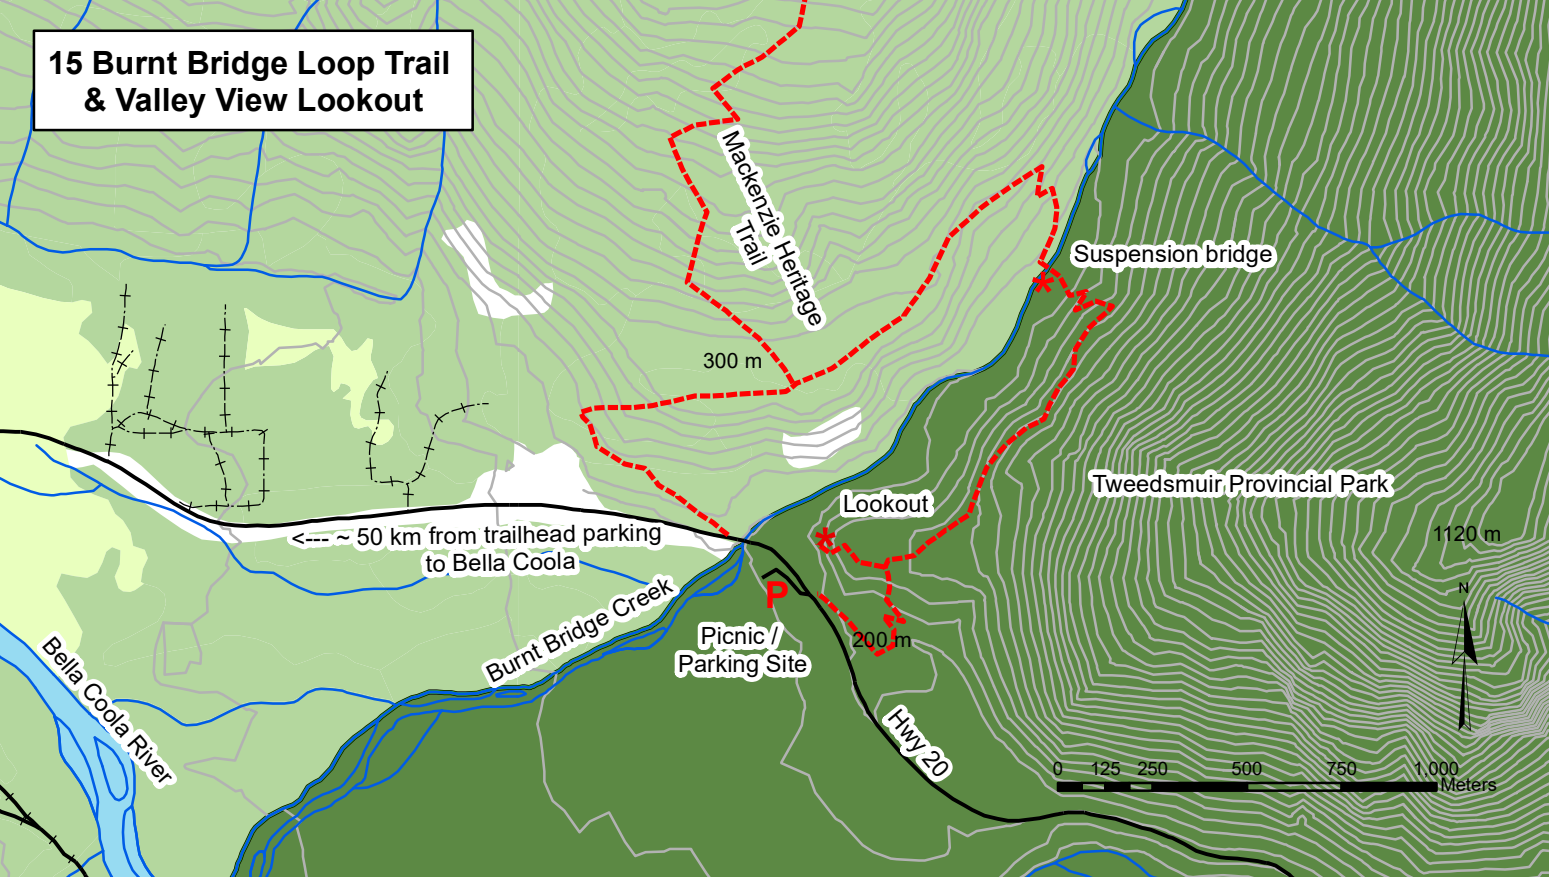 15 Burnt Bridge Loop Trail
& Valley View Lookout
Mackenzie Heritage
Trail
Suspension bridge
300 m
Lookout
Tweedsmuir Provincial Park
1120 m
<--- ~ 50 km from trailhead parking
to Bella Coola
P
Burnt Bridge Creek
Picnic /
Parking Site
200 m
N
Bella Coola River
Hwy 20
0 125 250 500 750 1,000
Meters